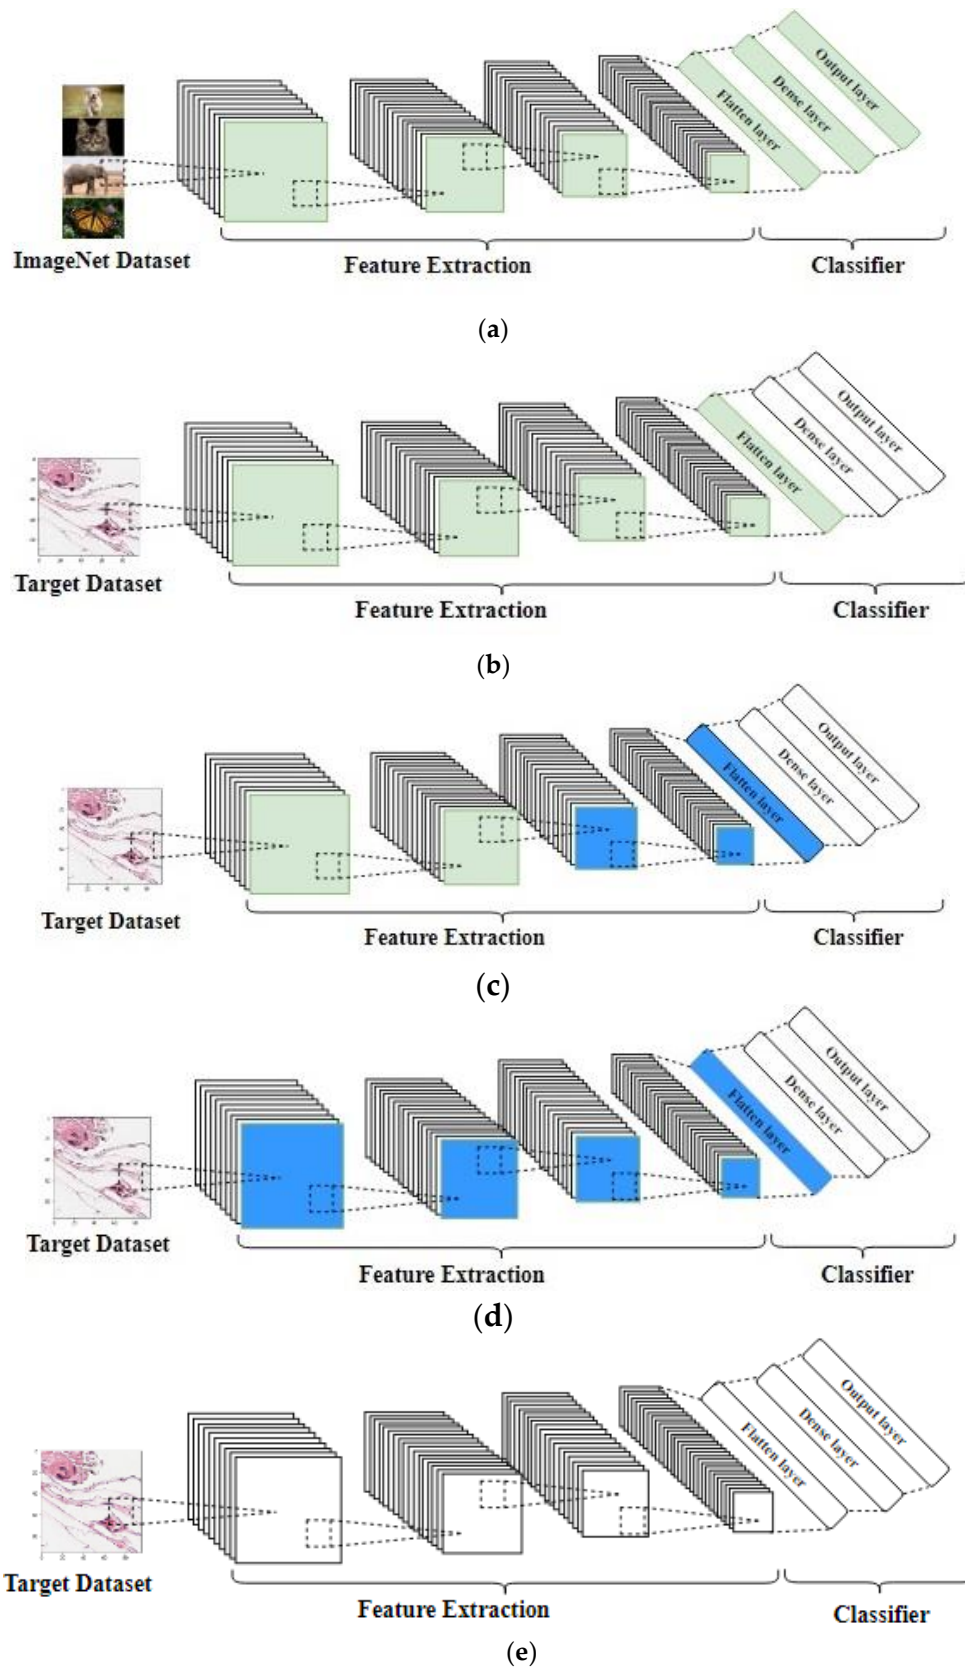 Output layer
Dense layer
Flatten layer
ImageNet Dataset
Feature Extraction
Classifier
(a)
Output layer
Dense layer
Flatten layer
Target Dataset
Feature Extraction
Classifier
(b)
Output layer
Dense layer
Flatten layer
Target Dataset
Feature Extraction
Classifier
(c)
Output layer
Dense layer
Flatten layer
Target Dataset
Feature Extraction
Classifier
(d)
Output layer
Dense layer
Flatten layer
Target Dataset
Feature Extraction
Classifier
(e)